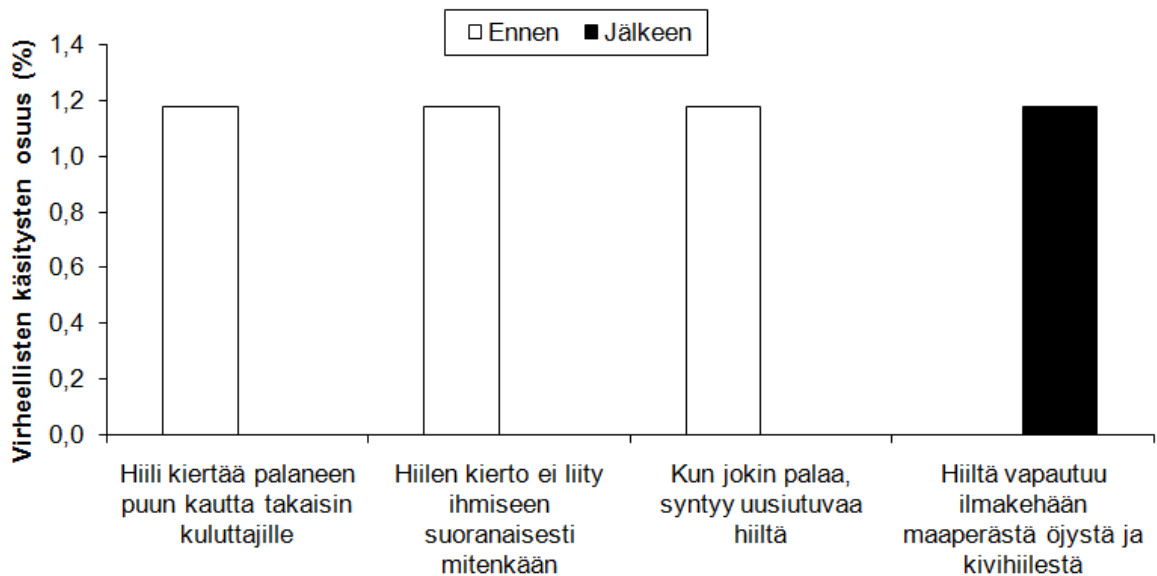 Ennen Jälkeen
Virheellisten käsitysten osuus (%)
1,4
1,2
1,0
0,8
0,6
0,4
0,2
0,0
Hiili kiertää palaneen
puun kautta takaisin
kuluttajille
Hiilen kierto ei liity
ihmiseen
suoranaisesti
mitenkään
Kun jokin palaa,
syntyy uusiutuvaa
hiiltä
Hiiltä vapautuu
ilmakehään
maaperästä öjystä ja
kivihiilestä